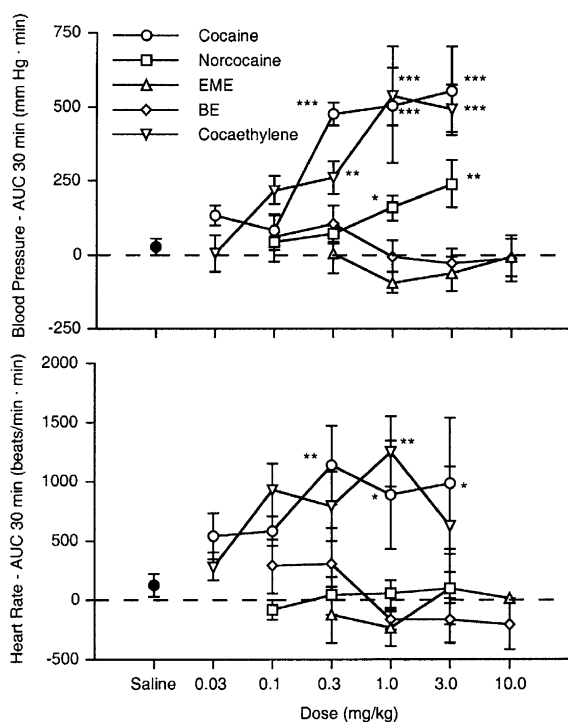 Blood Pressure - AUC 30 min (mm Hg · min)
750
500
250
0
-250
Cocaine
Norcocaine
EME
BE
Cocaethylene
***
***
***
***
***
**
*
**
Heart Rate - AUC 30 min (beats/min · min)
2000
1500
1000
500
0
-500
**
**
*
*
Saline 0.03 0.1 0.3 1.0 3.0 10.0
Dose (mg/kg)